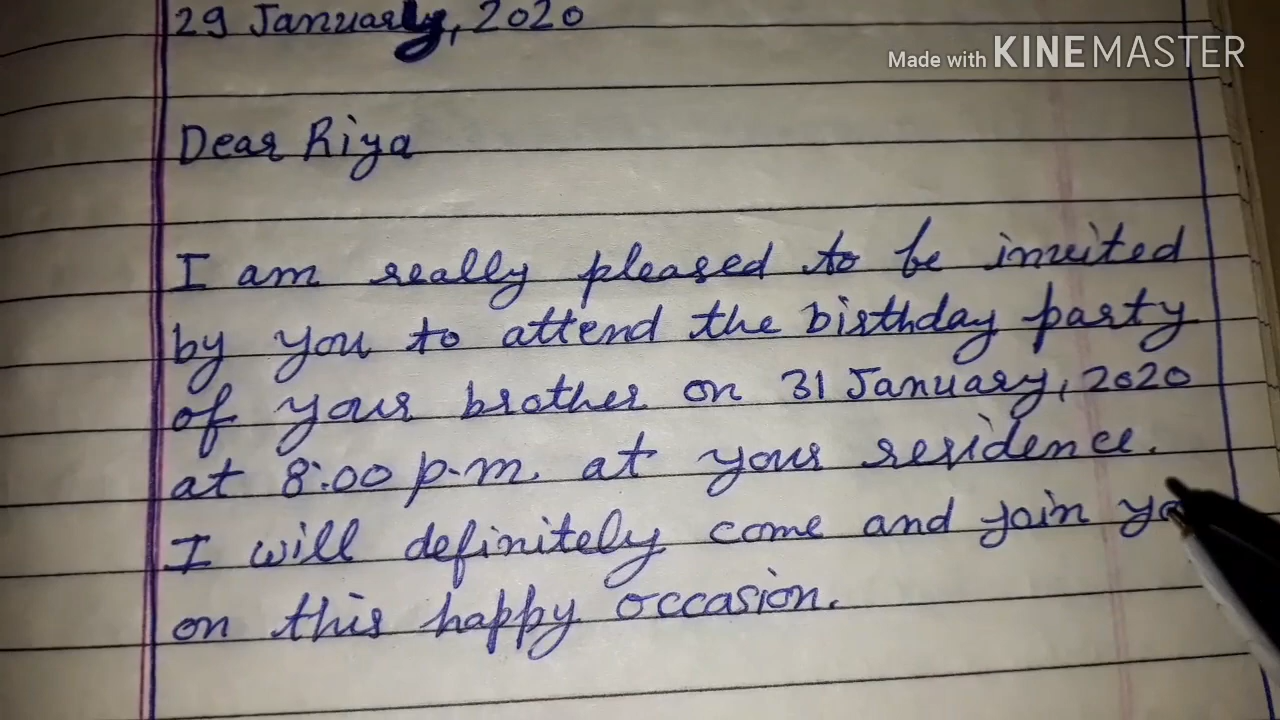 29 January, 2020
Made with KINEMASTER
Dear Riya
I am really pleased to be invited
by you to attend the birthday party
of your brother on 31 January, 2020
at 8:00 p.m. at your residence.
I will definitely come and join
on this happy occasion.